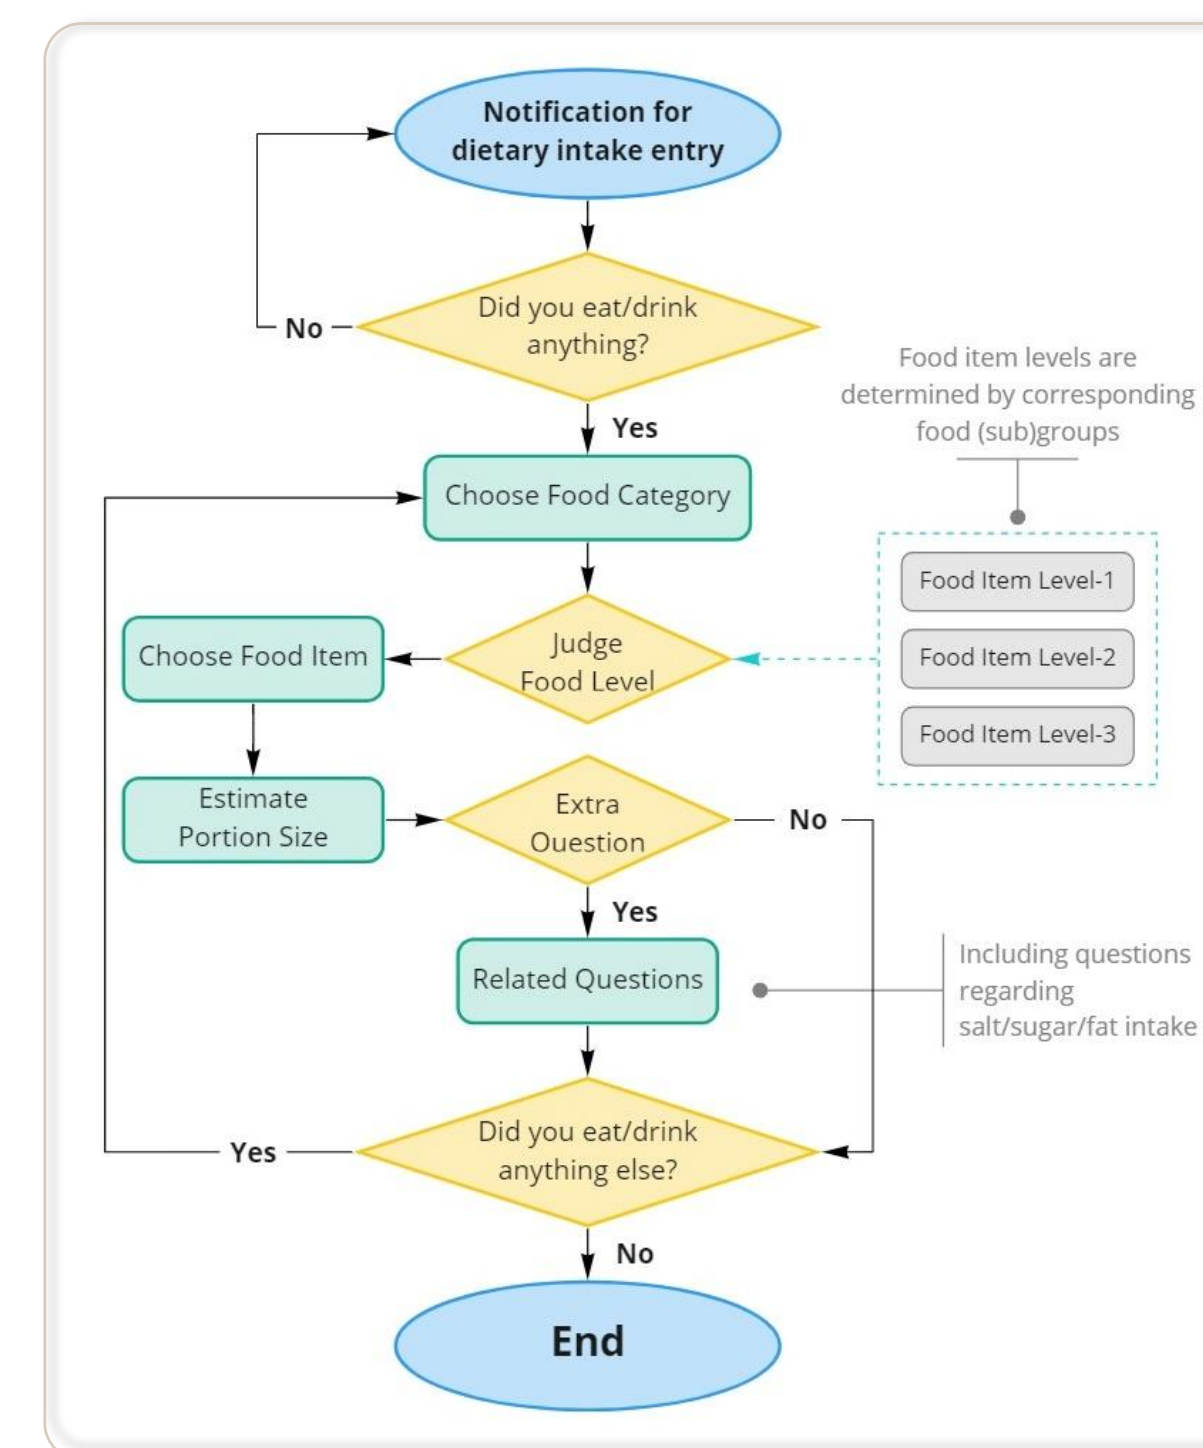 Notification for
dietary intake entry
Did you eat/drink
anything?
No
Food item levels are
determined by corresponding
food (sub)groups
Yes
Choose Food Category
Food Item Level-1
Judge
Food Level
Choose Food Item
Food Item Level-2
Food Item Level-3
Estimate
Portion Size
Extra
Question
No
Yes
Related Questions
Including questions
regarding
salt/sugar/fat intake
Did you eat/drink
anything else?
Yes
No
End